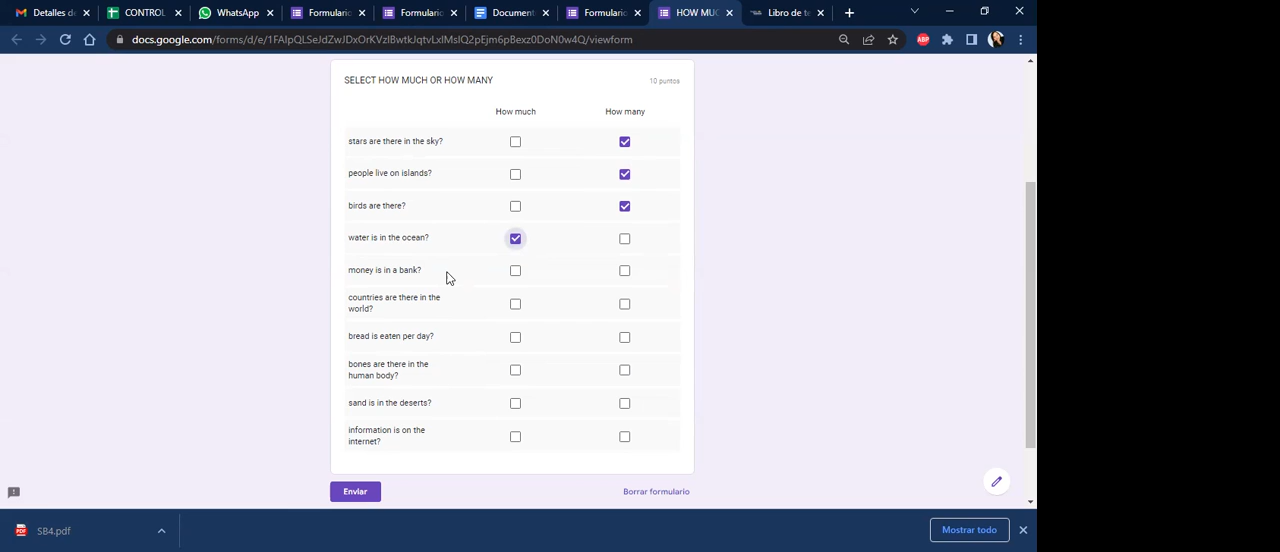 Detalles de
CONTROL
WhatsApp
Formulario
Formulario
Document
Formulario
HOW MUC
Libro de te
docs.google.com/forms/d/e/1FAIpQLSeJdZwJDxOrKVzIBwtkJqtvLxIMsIQ2pEjm6pBexz0DoN0w4Q/viewform
ABP
SELECT HOW MUCH OR HOW MANY
10 puntos
How much
How many
stars are there in the sky?
people live on islands?
birds are there?
water is in the ocean?
money is in a bank?
countries are there in the
world?
bread is eaten per day?
bones are there in the
human body?
sand is in the deserts?
information is on the
internet?
Enviar
Borrar formulario
SB4.pdf
Mostrar todo